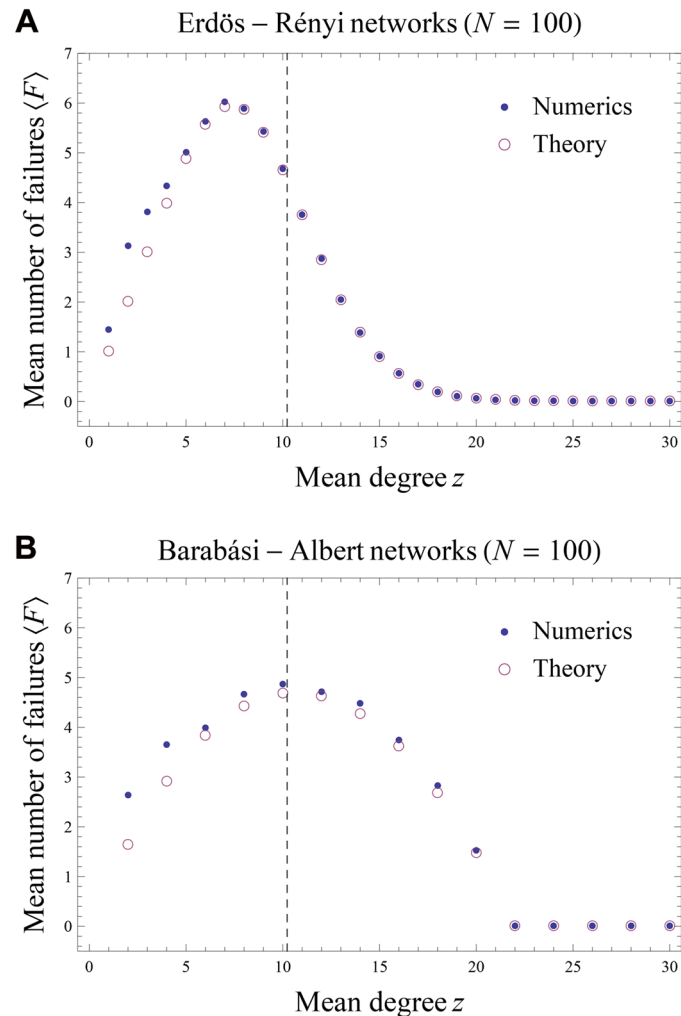 A
Erdös – Rényi networks (N = 100)
Mean number of failures ⟨F⟩
7
6
5
4
3
2
1
0
Numerics
Theory
0 5 10 15 20 25 30
Mean degree z
B
Barabási – Albert networks (N = 100)
Mean number of failures ⟨F⟩
7
6
5
4
3
2
1
0
Numerics
Theory
0 5 10 15 20 25 30
Mean degree z